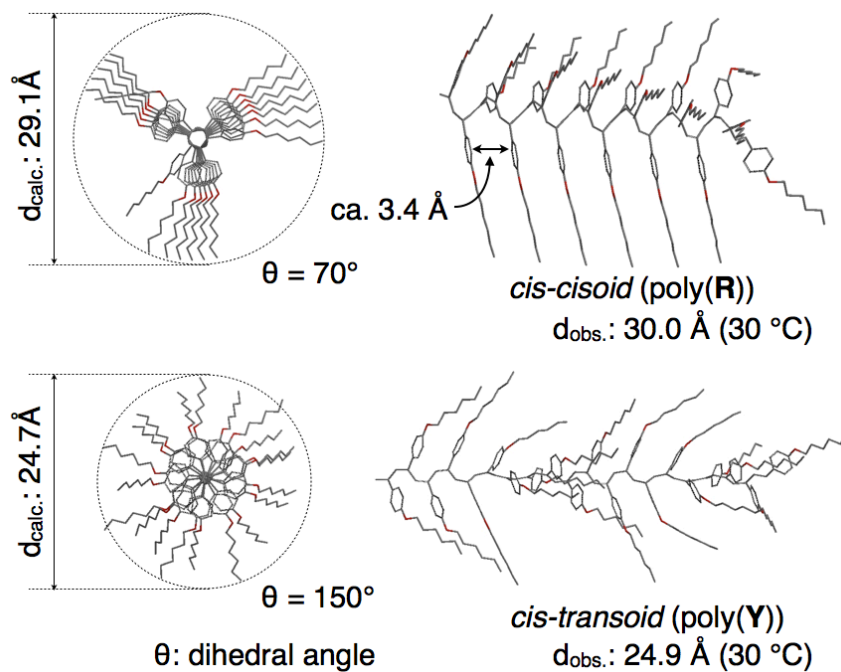 dcalc.: 29.1Å
θ = 70°
ca. 3.4 Å
cis-cisoid (poly(R))
dobs.: 30.0 Å (30 °C)
dcalc.: 24.7Å
θ = 150°
cis-transoid (poly(Y))
θ: dihedral angle
dobs.: 24.9 Å (30 °C)